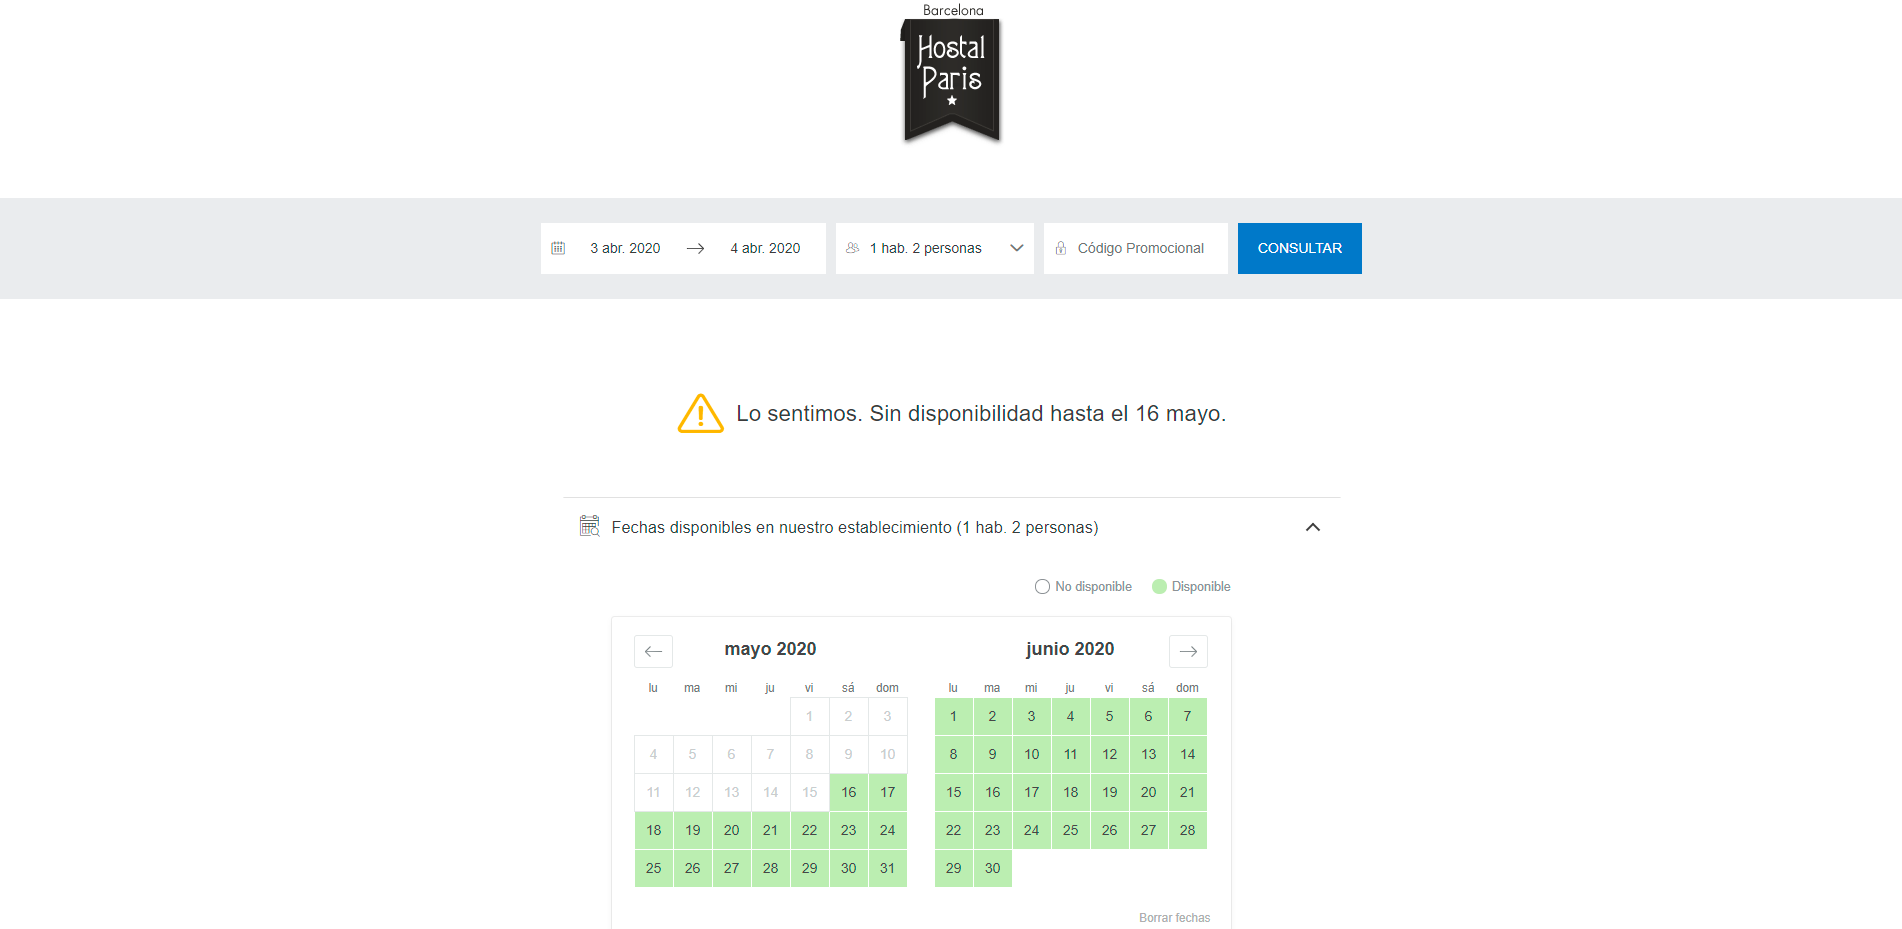 Barcelona
Hostal
Paris
3 abr. 2020 4 abr. 2020 1 hab. 2 personas Código Promocional CONSULTAR
Lo sentimos. Sin disponibilidad hasta el 16 mayo.
Fechas disponibles en nuestro establecimiento (1 hab. 2 personas)
No disponible Disponible
mayo 2020 junio 2020
lu ma mi ju vi sá dom lu ma mi ju vi sá dom
1 2 3 1 2 3 4 5 6 7
4 5 6 7 8 9 10 8 9 10 11 12 13 14
11 12 13 14 15 16 17 15 16 17 18 19 20 21
18 19 20 21 22 23 24 22 23 24 25 26 27 28
25 26 27 28 29 30 31 29 30
Borrar fechas